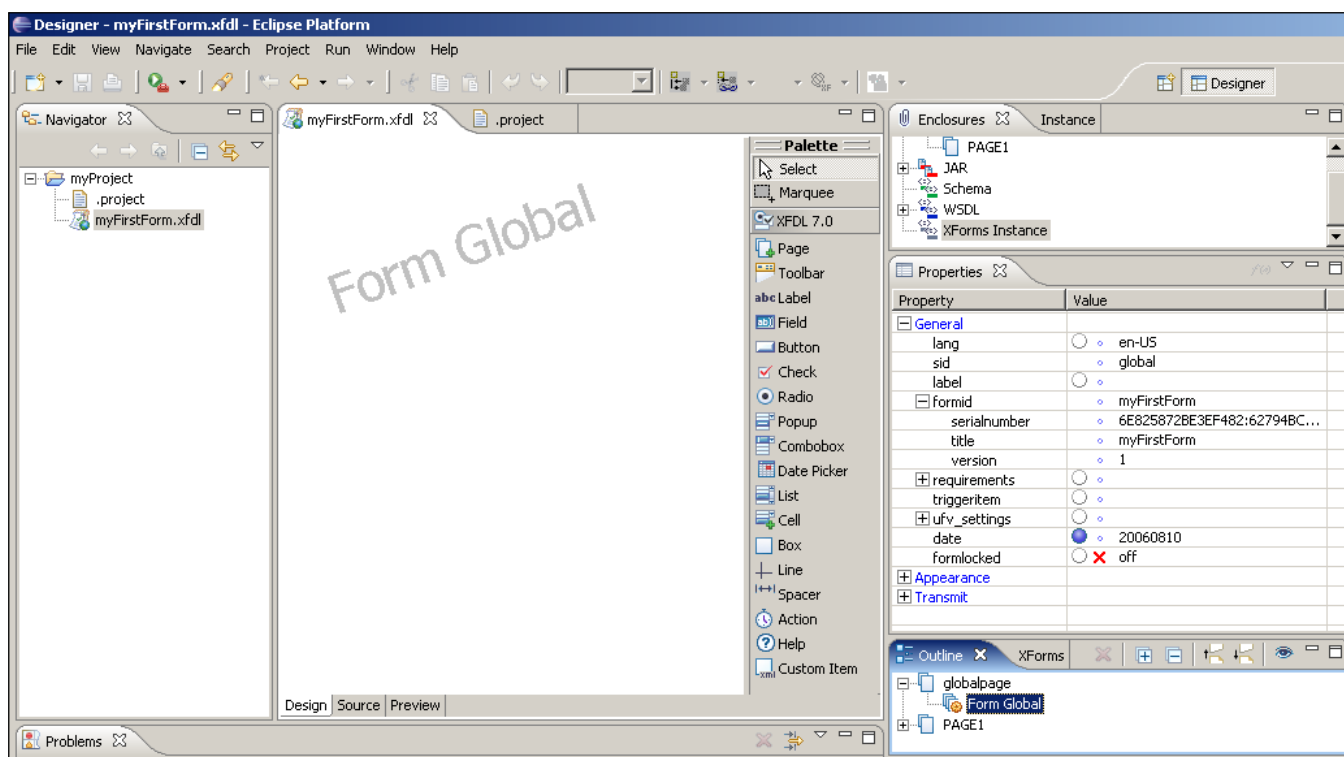 Designer - myFirstForm.xfdl - Eclipse Platform
File Edit View Navigate Search Project Run Window Help
Designer
Navigator
myProject
.project
myFirstForm.xfdl
myFirstForm.xfdl
.project
Form Global
Design Source Preview
Palette
Select
Marquee
XFDL 7.0
Page
Toolbar
abc Label
Field
Button
Check
Radio
Popup
Combobox
Date Picker
List
Cell
Box
Line
Spacer
Action
Help
Custom Item
Enclosures Instance
PAGE1
JAR
Schema
WSDL
XForms Instance
Properties
Property Value
General
lang en-US
sid global
label
formid myFirstForm
serialnumber 6E825872BE3EF482:62794BC...
title myFirstForm
version 1
requirements
triggeritem
ufv_settings
date 20060810
formlocked off
Appearance
Transmit
Outline XForms
globalpage
Form Global
PAGE1
Problems